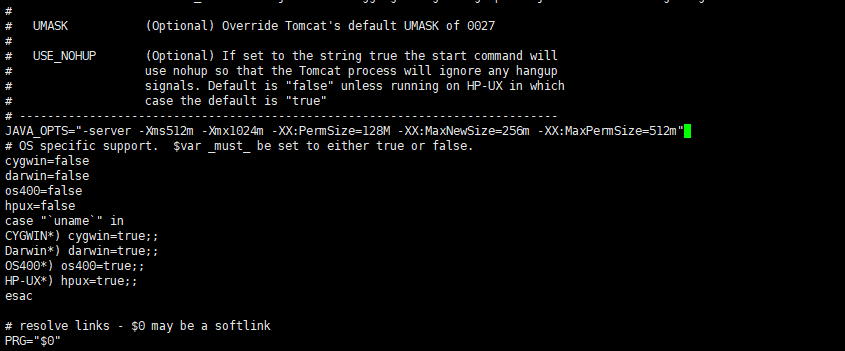 #
#   UMASK           (Optional) Override Tomcat's default UMASK of 0027
#
#   USE_NOHUP       (Optional) If set to the string true the start command will
#                   use nohup so that the Tomcat process will ignore any hangup
#                   signals. Default is "false" unless running on HP-UX in which
#                   case the default is "true"
# -----------------------------------------------------------------------------
JAVA_OPTS="-server -Xms512m -Xmx1024m -XX:PermSize=128M -XX:MaxNewSize=256m -XX:MaxPermSize=512m"
# OS specific support.  $var _must_ be set to either true or false.
cygwin=false
darwin=false
os400=false
hpux=false
case "`uname`" in
CYGWIN*) cygwin=true;;
Darwin*) darwin=true;;
OS400*) os400=true;;
HP-UX*) hpux=true;;
esac

# resolve links - $0 may be a softlink
PRG="$0"